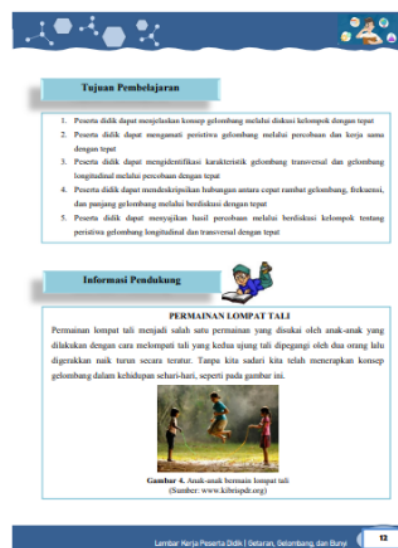 Tujuan Pembelajaran
1. Peserta didik dapat menjelaskan konsep gelombang melalui diskusi kelompok dengan tepat
2. Peserta didik dapat mengamati peristiwa gelombang melalui percobaan dan kerja sama
dengan tepat
3. Peserta didik dapat mengidentifikasi karakteristik gelombang transversal dan gelombang
longitudinal melalui percobaan dengan tepat
4. Peserta didik dapat mendeskripsikan hubungan antara cepat rambat gelombang, frekuensi,
dan panjang gelombang melalui berdiskusi dengan tepat
5. Peserta didik dapat menyajikan hasil percobaan melalui berdiskusi kelompok tentang
peristiwa gelombang longitudinal dan transversal dengan tepat
Informasi Pendukung
PERMAINAN LOMPAT TALI
Permainan lompat tali menjadi salah satu permainan yang disukai oleh anak-anak yang
dilakukan dengan cara melompati tali yang kedua ujung tali dipegangi oleh dua orang lalu
digerakkan naik turun secara teratur. Tanpa kita sadari kita telah menerapkan konsep
gelombang dalam kehidupan sehari-hari, seperti pada gambar ini.
Gambar 4. Anak-anak bermain lompat tali
(Sumber: www.kibrispdr.org)
Lembar Kerja Peserta Didik | Getaran, Gelombang, dan Bunyi
12